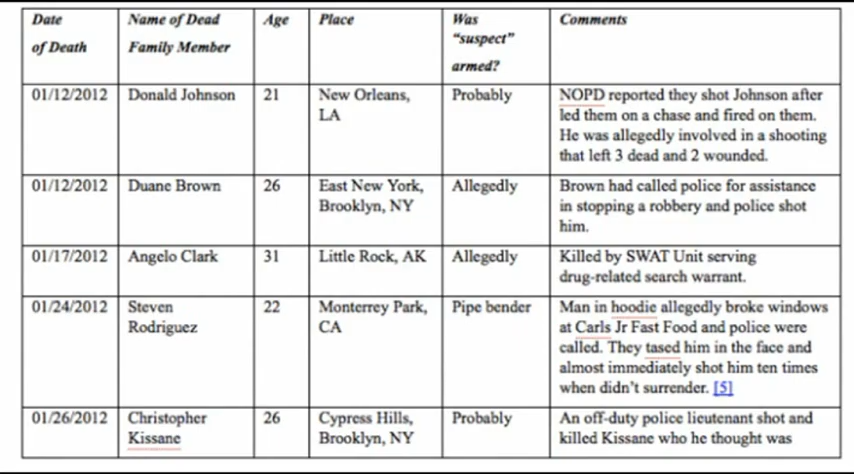 Date
of Death
Name of Dead
Family Member
Age
Place
Was
“suspect”
armed?
Comments
01/12/2012
Donald Johnson
21
New Orleans,
LA
Probably
NOPD reported they shot Johnson after
led them on a chase and fired on them.
He was allegedly involved in a shooting
that left 3 dead and 2 wounded.
01/12/2012
Duane Brown
26
East New York,
Brooklyn, NY
Allegedly
Brown had called police for assistance
in stopping a robbery and police shot
him.
01/17/2012
Angelo Clark
31
Little Rock, AK
Allegedly
Killed by SWAT Unit serving
drug-related search warrant.
01/24/2012
Steven
Rodriguez
22
Monterrey Park,
CA
Pipe bender
Man in hoodie allegedly broke windows
at Carls Jr Fast Food and police were
called. They tased him in the face and
almost immediately shot him ten times
when didn’t surrender. [5]
01/26/2012
Christopher
Kissane
26
Cypress Hills,
Brooklyn, NY
Probably
An off-duty police lieutenant shot and
killed Kissane who he thought was